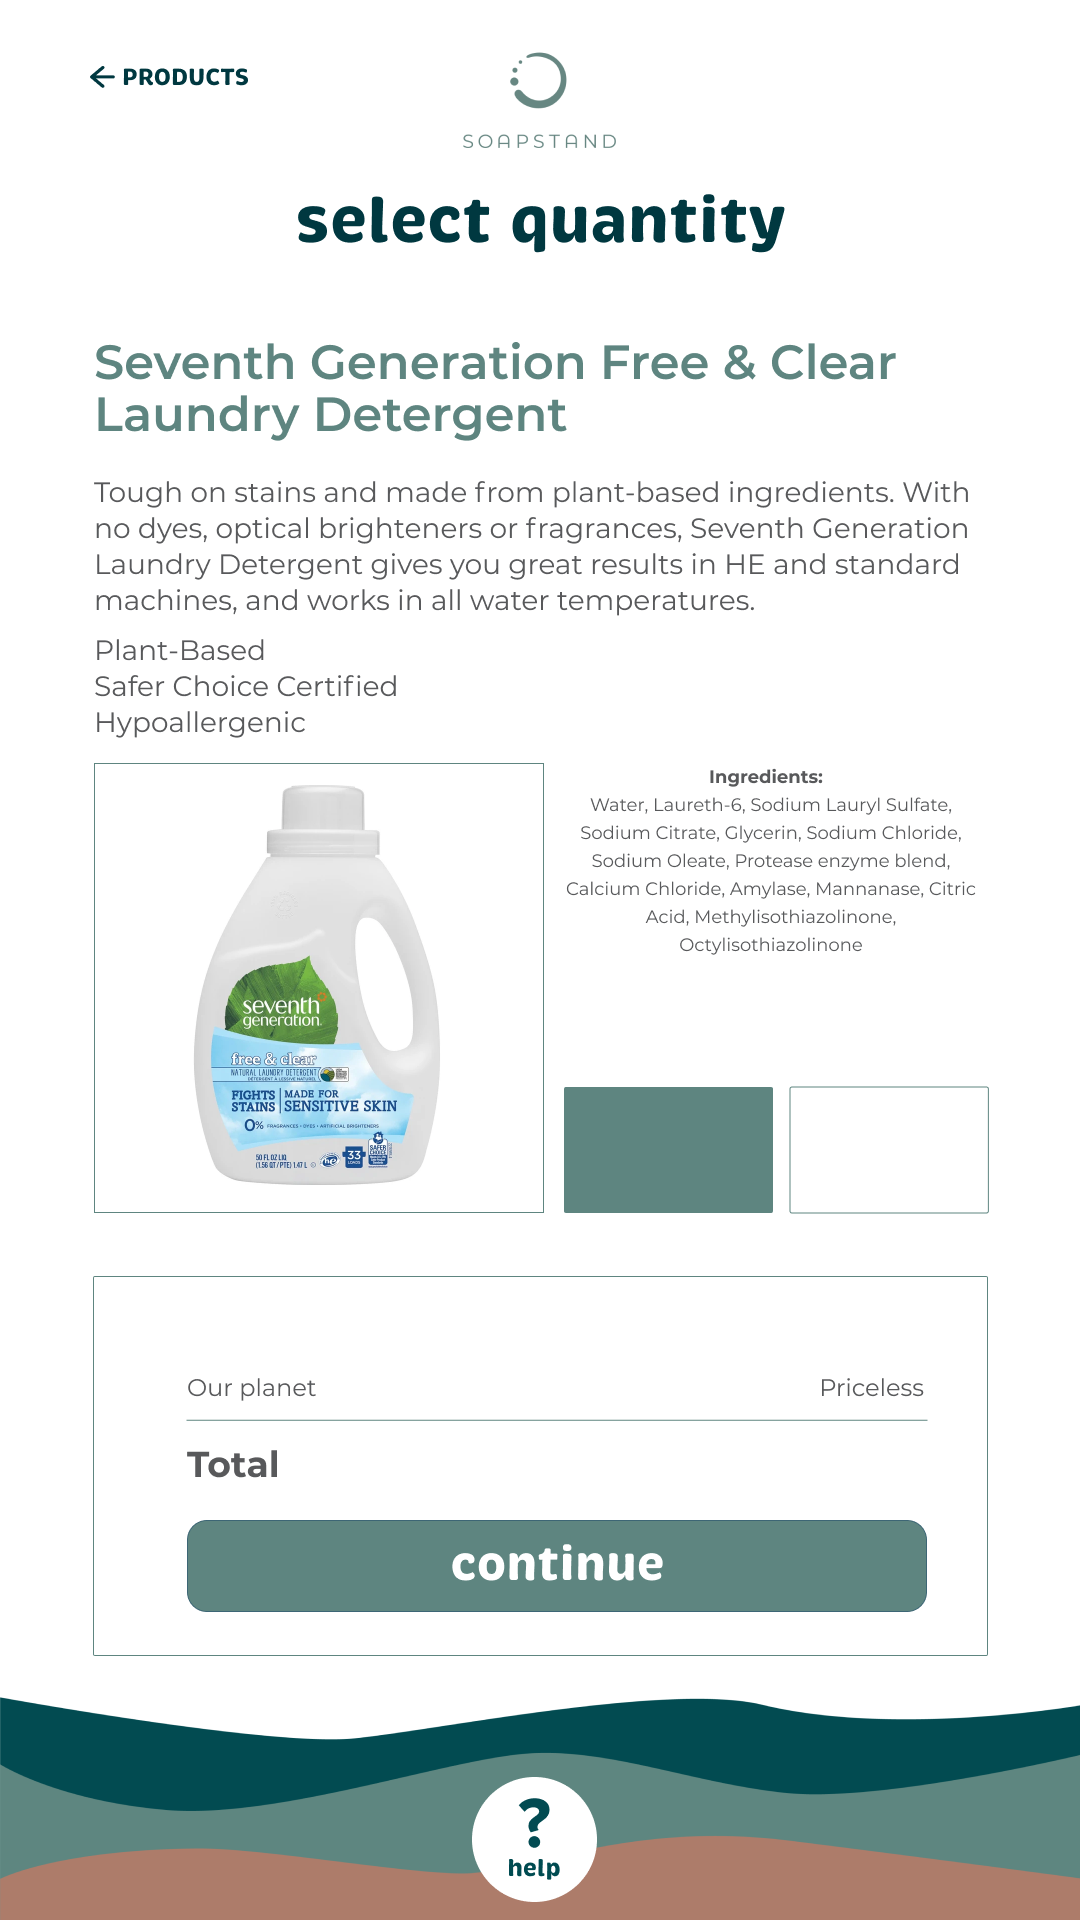 ← PRODUCTS
SOAPSTAND
select quantity
Seventh Generation Free & Clear
Laundry Detergent
Tough on stains and made from plant-based ingredients. With
no dyes, optical brighteners or fragrances, Seventh Generation
Laundry Detergent gives you great results in HE and standard
machines, and works in all water temperatures.
Plant-Based
Safer Choice Certified
Hypoallergenic
seventh
generation.
free & clear
NATURAL LAUNDRY DETERGENT
DETERGENT A LESSIVE NATUREL
FIGHTS
STAINS
MADE FOR
SENSITIVE SKIN
0% FRAGRANCES • DYES • ARTIFICIAL BRIGHTENERS
50 FL OZ LIQ
(1.56 QT / PTE) 1.47 L
he
33
LOADS
SAFER
CHOICE
Ingredients:
Water, Laureth-6, Sodium Lauryl Sulfate,
Sodium Citrate, Glycerin, Sodium Chloride,
Sodium Oleate, Protease enzyme blend,
Calcium Chloride, Amylase, Mannanase, Citric
Acid, Methylisothiazolinone,
Octylisothiazolinone
Our planet Priceless
Total
continue
?
help